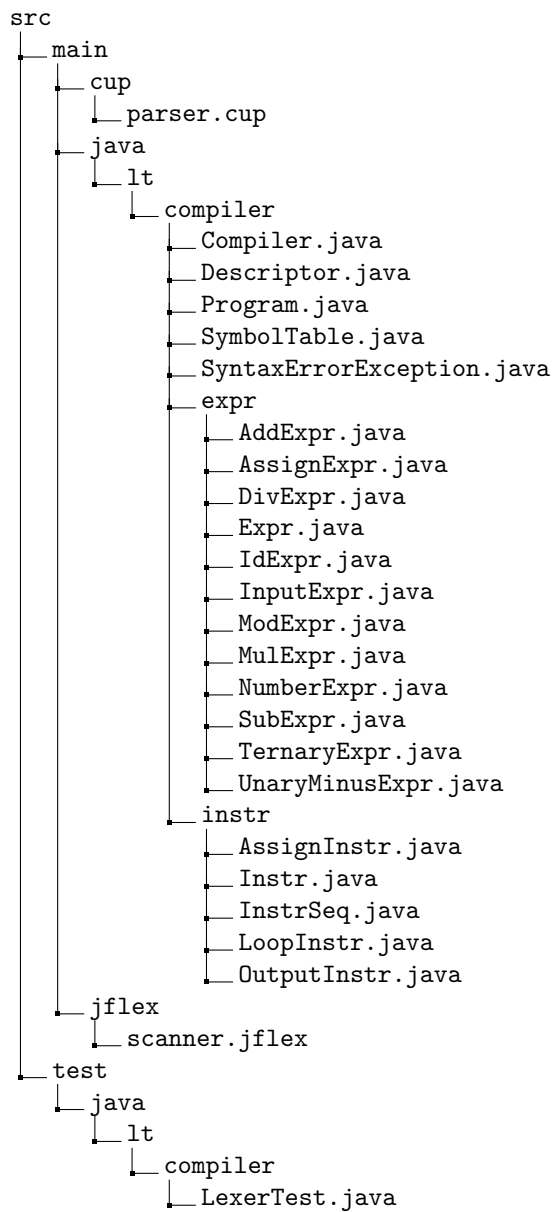 src
main
cup
parser.cup
java
lt
compiler
Compiler.java
Descriptor.java
Program.java
SymbolTable.java
SyntaxErrorException.java
expr
AddExpr.java
AssignExpr.java
DivExpr.java
Expr.java
IdExpr.java
InputExpr.java
ModExpr.java
MulExpr.java
NumberExpr.java
SubExpr.java
TernaryExpr.java
UnaryMinusExpr.java
instr
AssignInstr.java
Instr.java
InstrSeq.java
LoopInstr.java
OutputInstr.java
jflex
scanner.jflex
test
java
lt
compiler
LexerTest.java